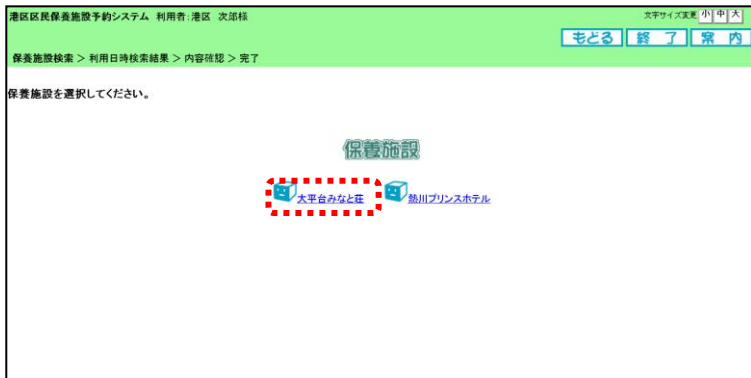 港区区民保養施設予約システム 利用者:港区 次郎様
文字サイズ変更 小 中 大
もどる 終了 案内
保養施設検索 > 利用日時検索結果 > 内容確認 > 完了
保養施設を選択してください。
保養施設
大平台みなと荘 熱川プリンスホテル